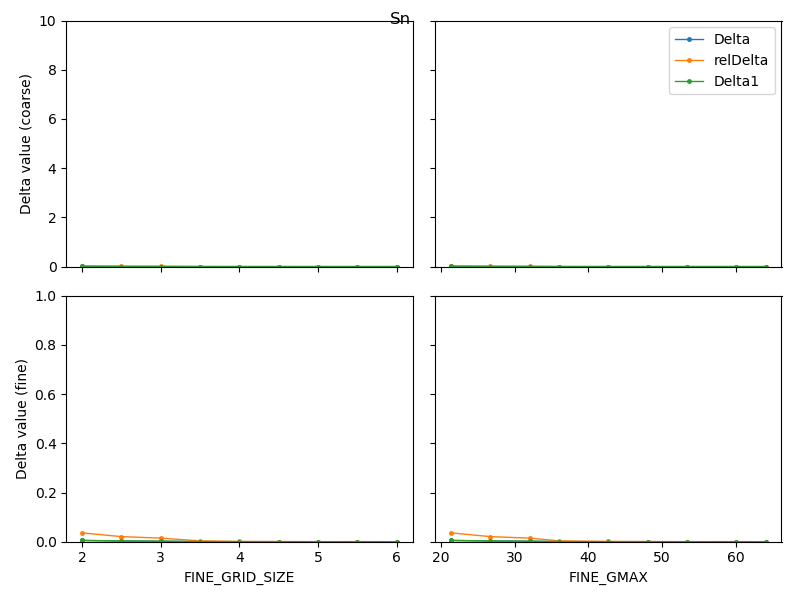 Sn
10
8
6
4
2
0
Delta value (coarse)
Delta
relDelta
Delta1
1.0
0.8
0.6
0.4
0.2
0.0
Delta value (fine)
2 3 4 5 6
FINE_GRID_SIZE
20 30 40 50 60
FINE_GMAX